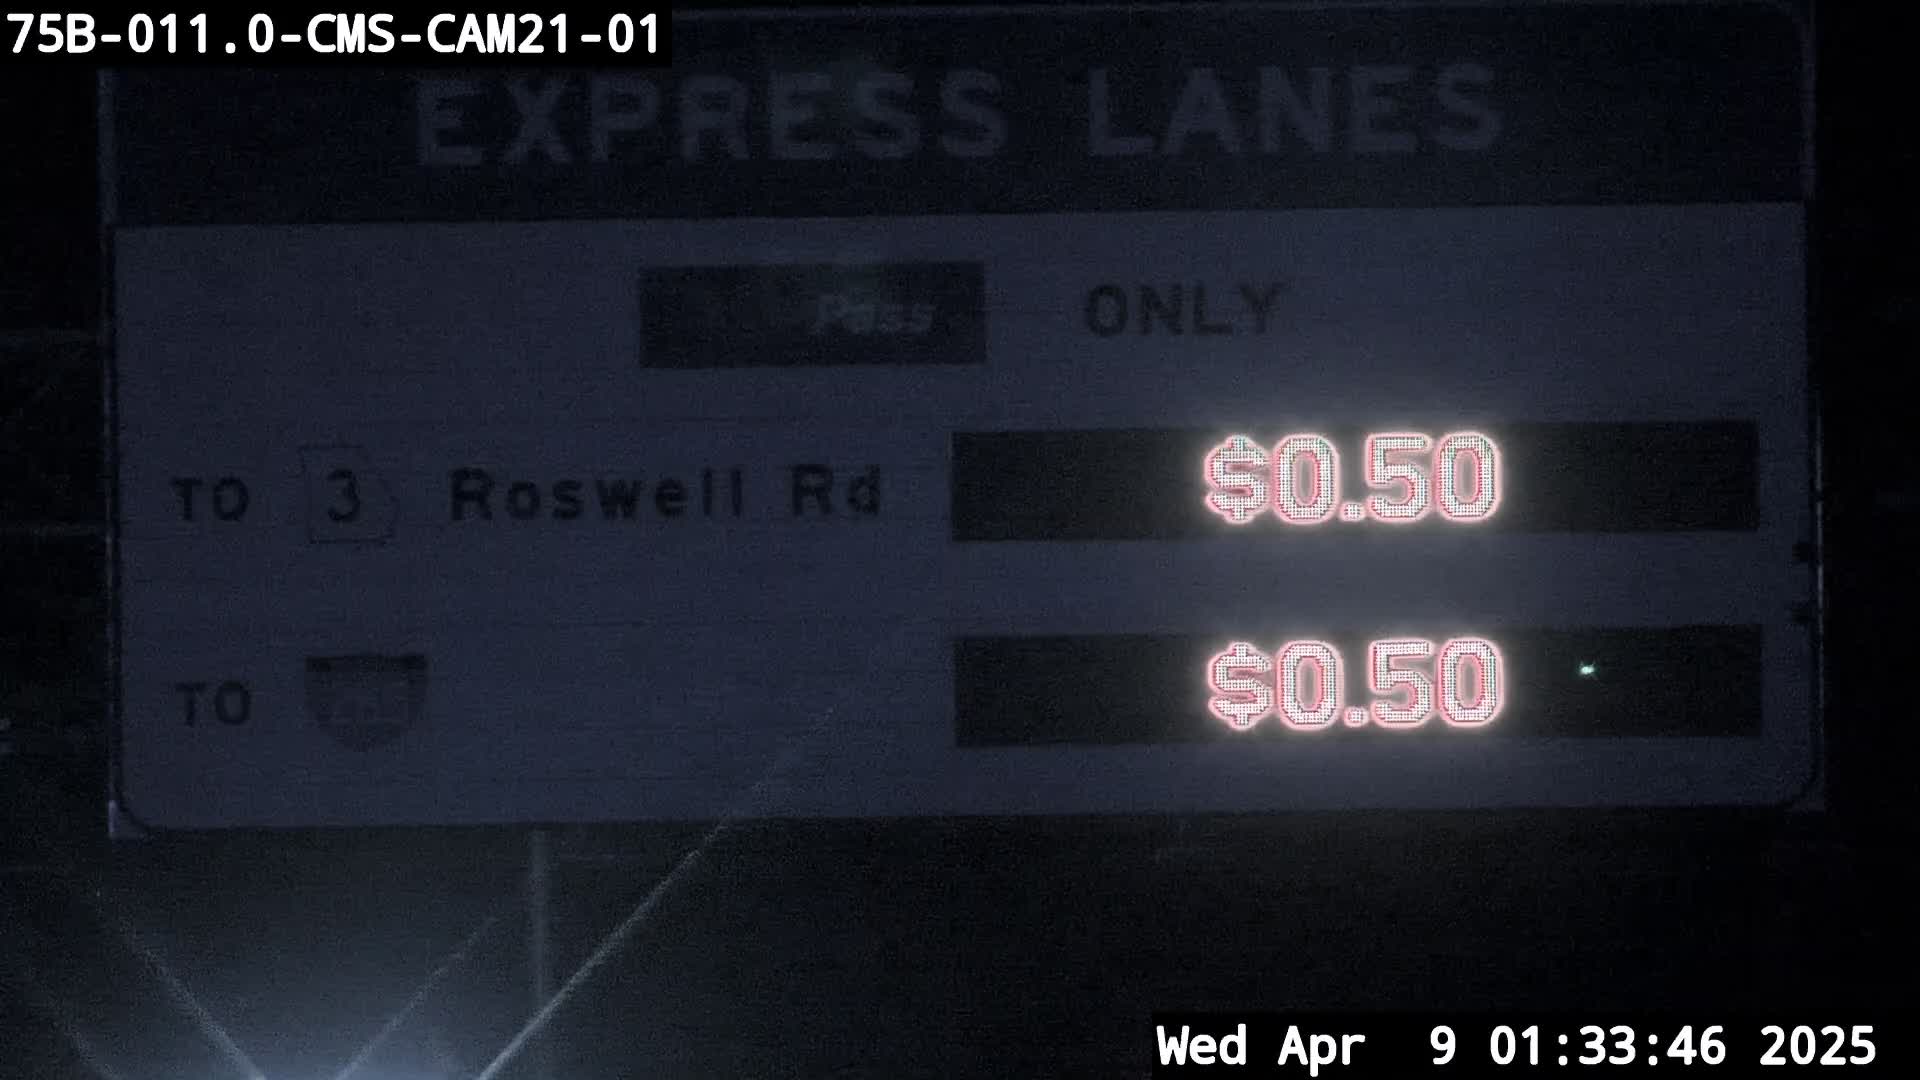 75B-011.0-CMS-CAM21-01
EXPRESS LANES
Pass ONLY
TO 3 Roswell Rd $0.50
TO $0.50
Wed Apr 9 01:33:46 2025